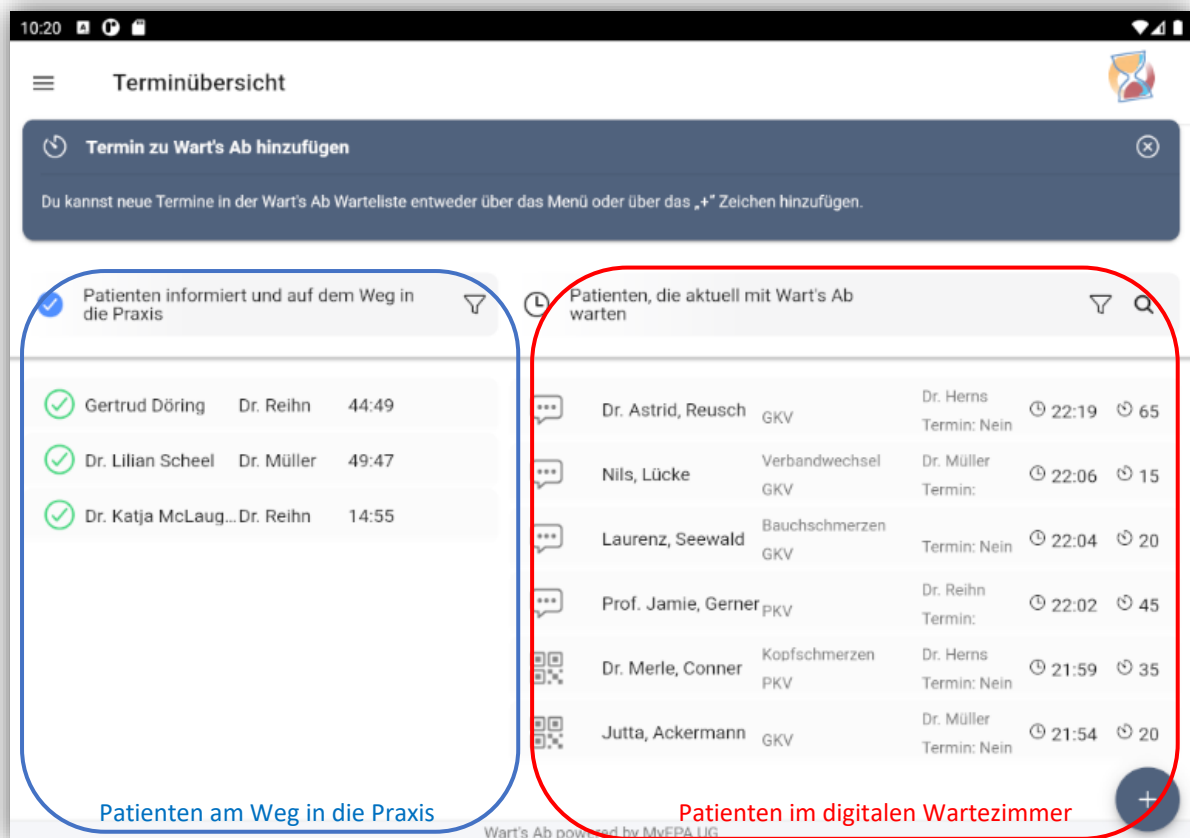 10:20
Terminübersicht
Termin zu Wart's Ab hinzufügen
Du kannst neue Termine in der Wart's Ab Warteliste entweder über das Menü oder über das „+" Zeichen hinzufügen.
Patienten informiert und auf dem Weg in
die Praxis
Gertrud Döring Dr. Reihn 44:49
Dr. Lilian Scheel Dr. Müller 49:47
Dr. Katja McLaug...Dr. Reihn 14:55
Patienten am Weg in die Praxis
Patienten, die aktuell mit Wart's Ab
warten
Dr. Astrid, Reusch GKV Dr. Herns Termin: Nein 22:19 65
Nils, Lücke Verbandwechsel GKV Dr. Müller Termin: 22:06 15
Laurenz, Seewald Bauchschmerzen GKV Termin: Nein 22:04 20
Prof. Jamie, Gerner PKV Dr. Reihn Termin: 22:02 45
Dr. Merle, Conner Kopfschmerzen PKV Dr. Herns Termin: Nein 21:59 35
Jutta, Ackermann GKV Dr. Müller Termin: Nein 21:54 20
+
Patienten im digitalen Wartezimmer
Wart's Ab powered by MyEPA UG